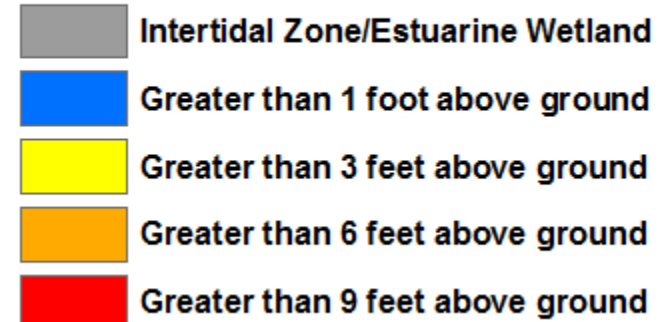 Intertidal Zone/Estuarine Wetland
Greater than 1 foot above ground
Greater than 3 feet above ground
Greater than 6 feet above ground
Greater than 9 feet above ground